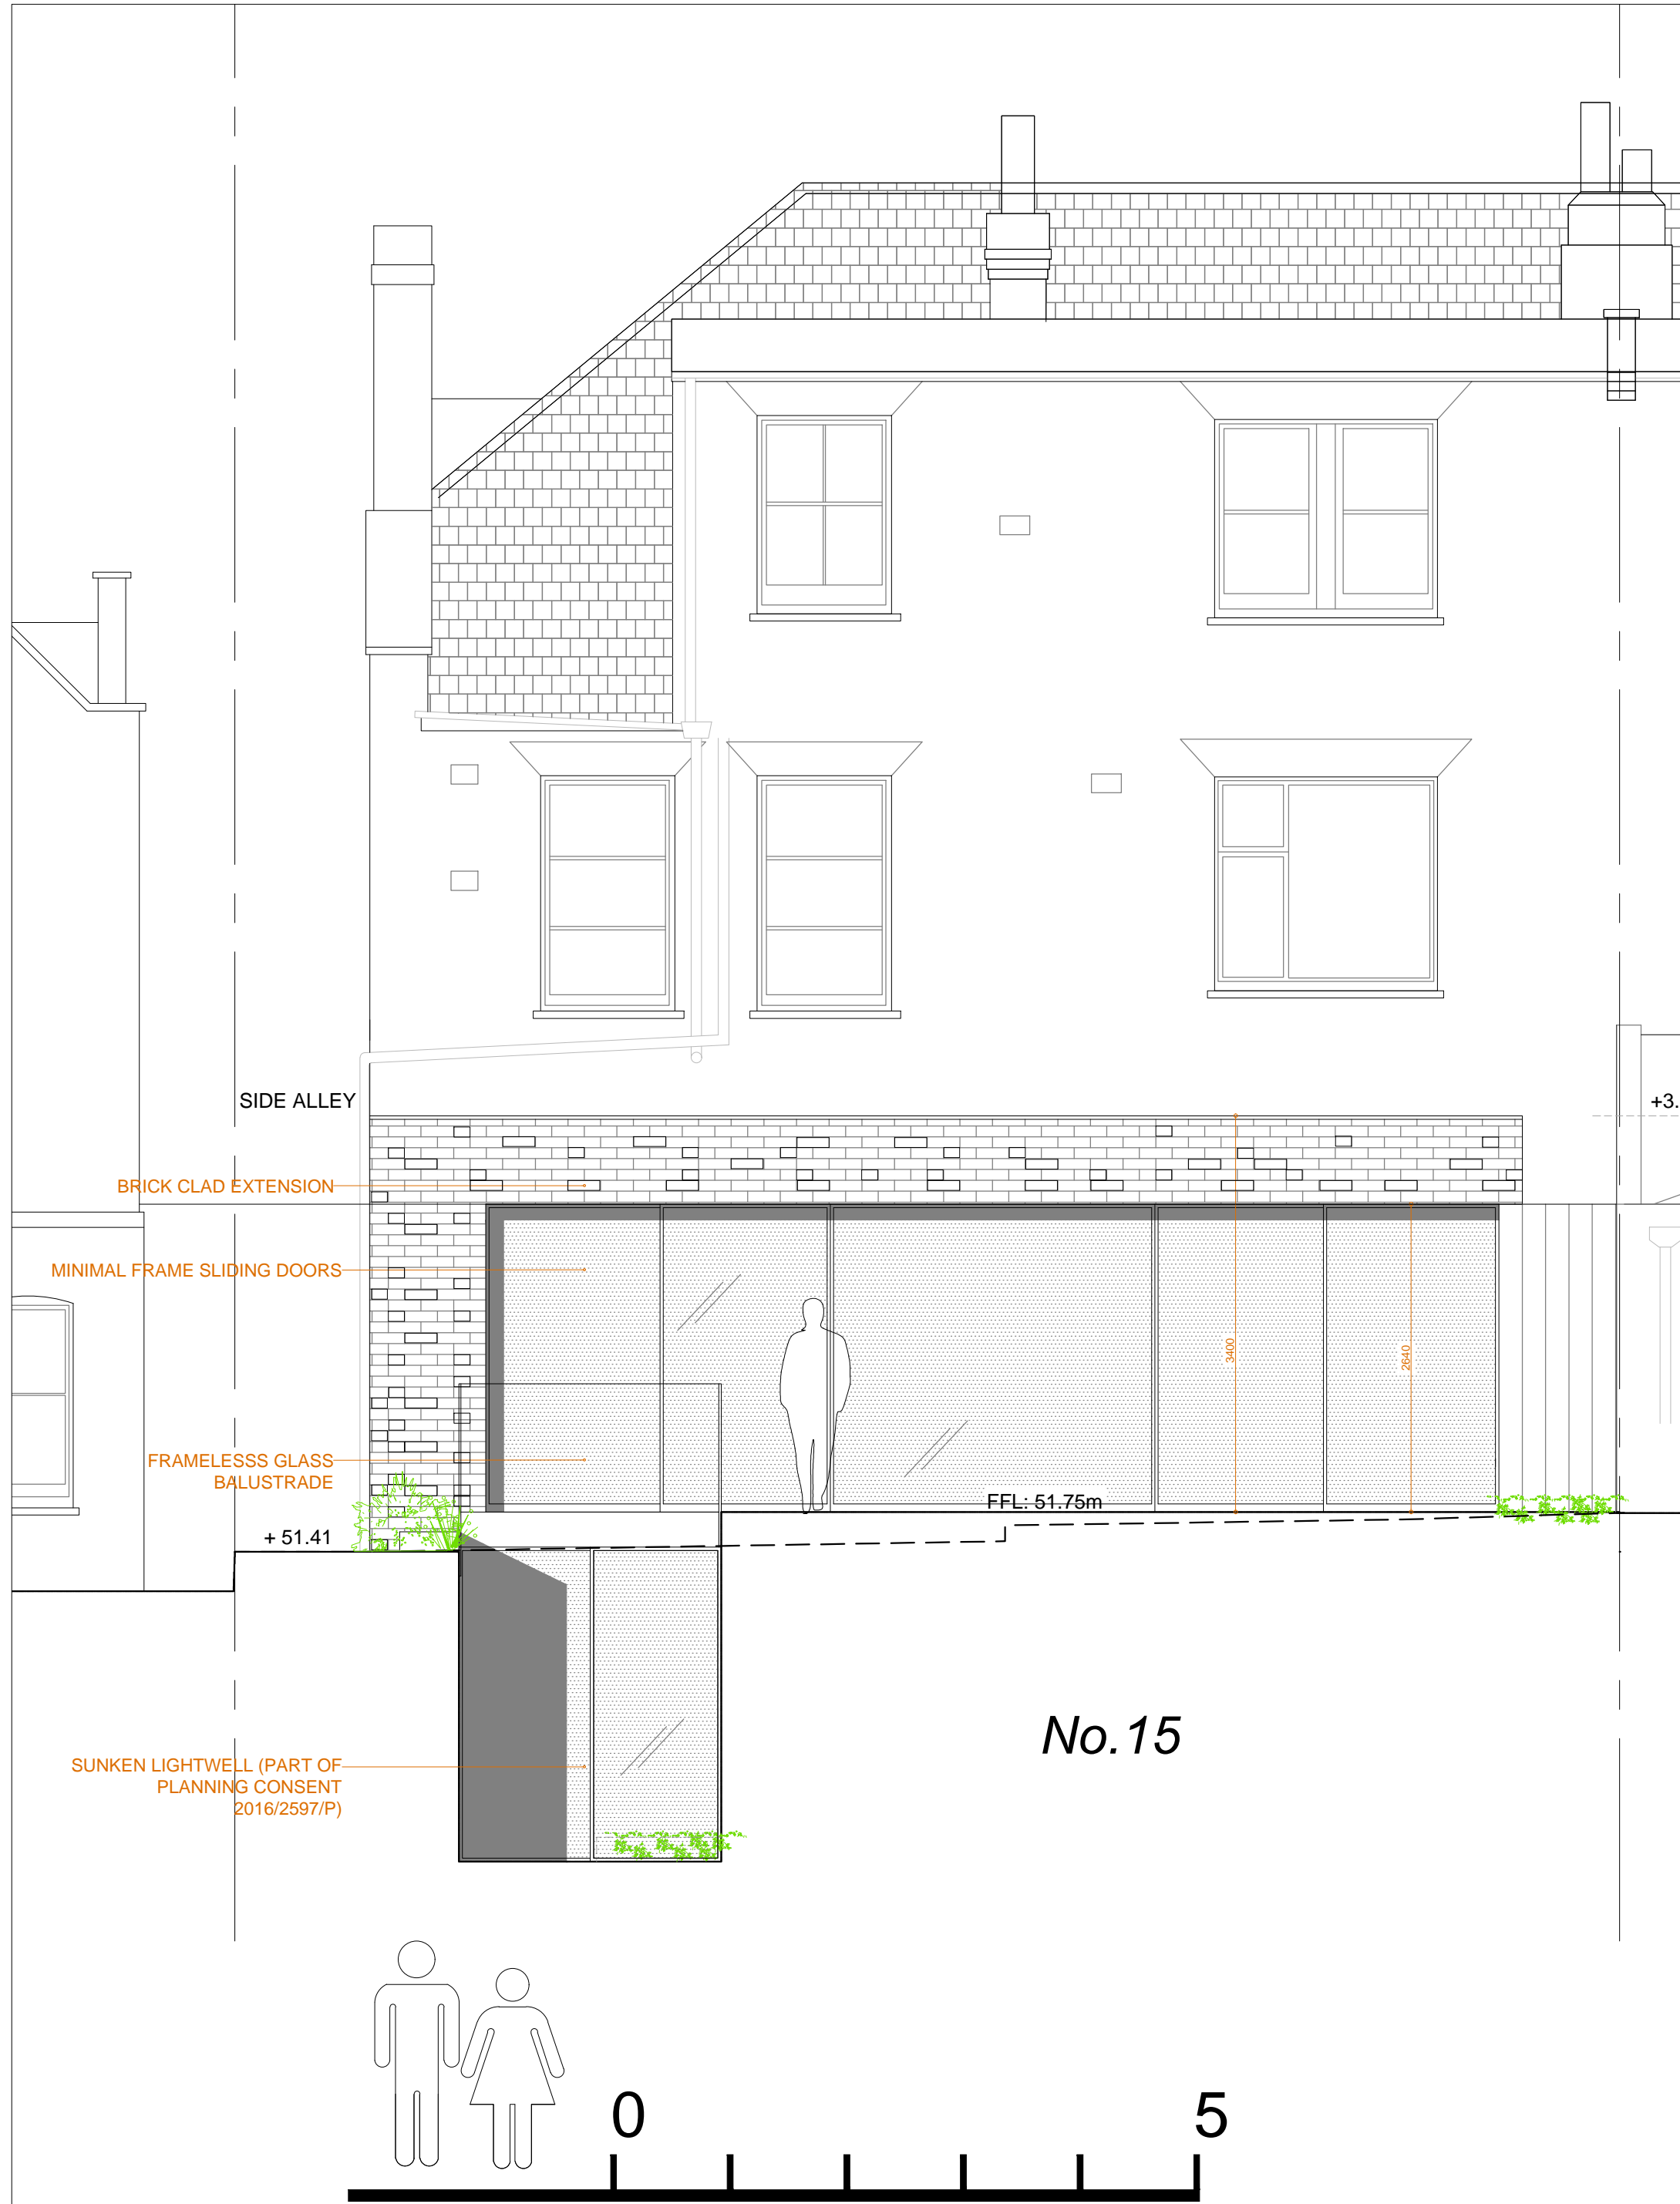 SIDE ALLEY
+3.
BRICK CLAD EXTENSION
MINIMAL FRAME SLIDING DOORS
3400
2640
FRAMELESSS GLASS
BALUSTRADE
FFL: 51.75m
+ 51.41
No.15
SUNKEN LIGHTWELL (PART OF
PLANNING CONSENT
2016/2597/P)
0
5